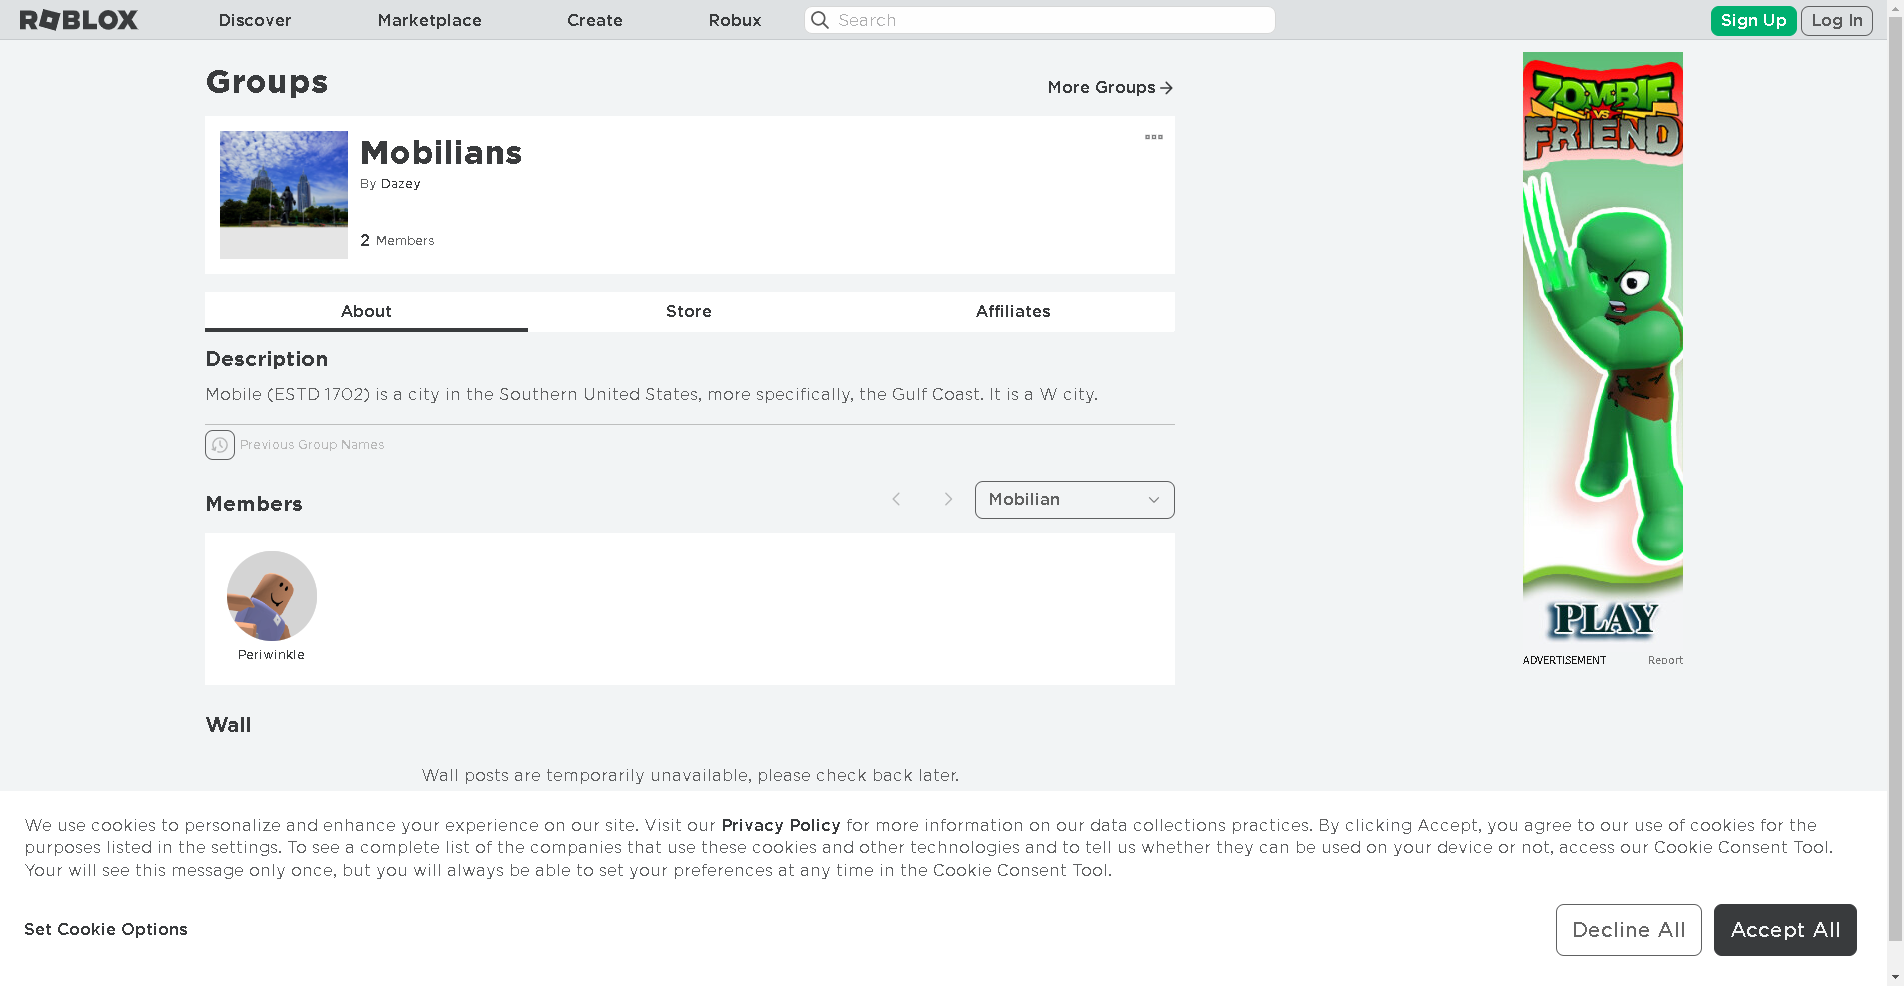 ROBLOX
Discover
Marketplace
Create
Robux
Search
Sign Up
Log In
Groups
More Groups
Mobilians
By Dazey
2 Members
About
Store
Affiliates
Description
Mobile (ESTD 1702) is a city in the Southern United States, more specifically, the Gulf Coast. It is a W city.
Previous Group Names
Members
Mobilian
Periwinkle
Wall
Wall posts are temporarily unavailable, please check back later.
ZOMBIE
VS
FRIEND
PLAY
ADVERTISEMENT
Report
We use cookies to personalize and enhance your experience on our site. Visit our Privacy Policy for more information on our data collections practices. By clicking Accept, you agree to our use of cookies for the
purposes listed in the settings. To see a complete list of the companies that use these cookies and other technologies and to tell us whether they can be used on your device or not, access our Cookie Consent Tool.
Your will see this message only once, but you will always be able to set your preferences at any time in the Cookie Consent Tool.
Set Cookie Options
Decline All
Accept All